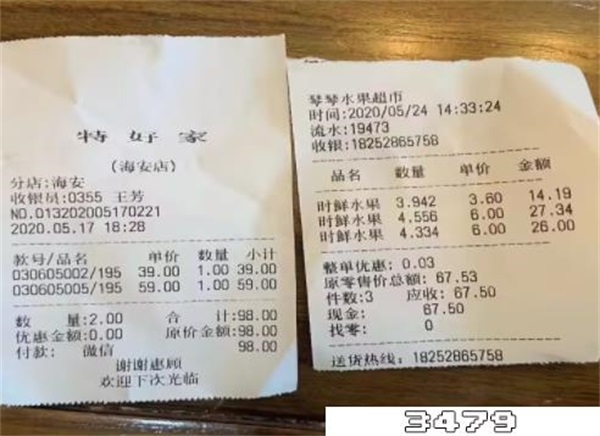 特好家
(海安店)
分店:海安
收银员:0355 王芳
NO.013202005170221
2020.05.17 18:28
款号/品名 单价 数量 小计
030605002/195 39.00 1.00 39.00
030605005/195 59.00 1.00 59.00
数 量:2.00 合 计:98.00
优惠金额:0.00 原价金额:98.00
付款: 微信 98.00
谢谢惠顾
欢迎下次光临
琴琴水果超市
时间:2020/05/24 14:33:24
流水:19473
收银:18252865758
品名 数量 单价 金额
时鲜水果 3.942 3.60 14.19
时鲜水果 4.556 6.00 27.34
时鲜水果 4.334 6.00 26.00
整单优惠: 0.03
原零售价总额: 67.53
件数:3 应收: 67.50
现金: 67.50
找零: 0
送货热线: 18252865758
3479